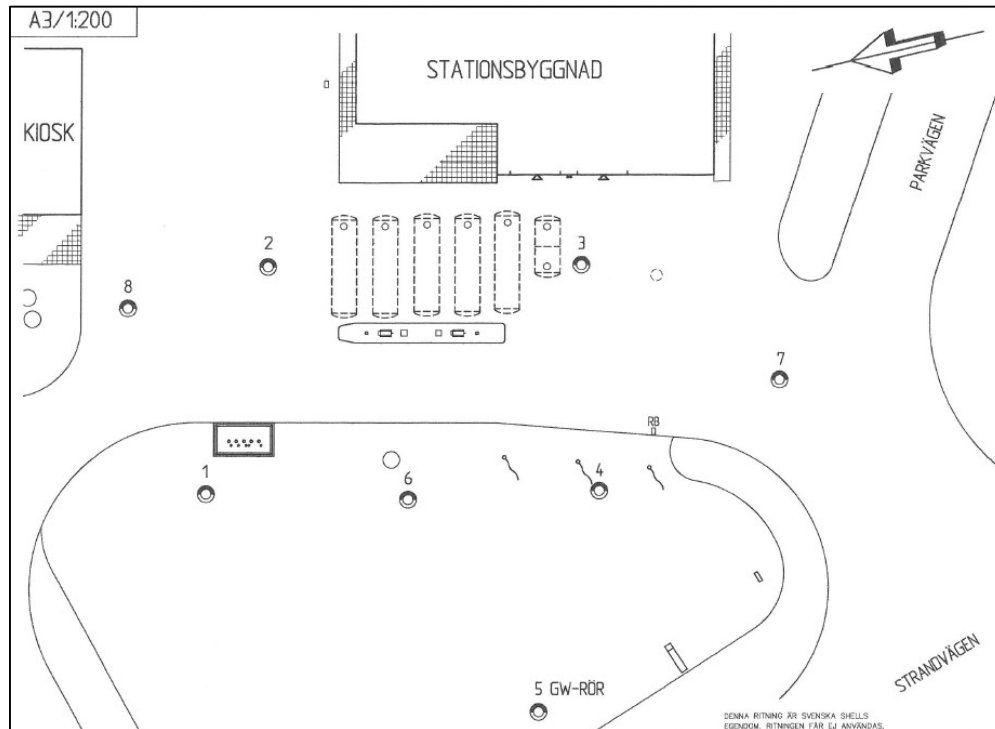 A3/1:200
STATIONSBYGGNAD
KIOSK
PARKVÄGEN
2
3
8
7
RB
1
6
4
5 GW-RÖR
STRANDVÄGEN
DENNA RITNING ÄR SVENSKA SHELLS
EGENDOM. RITNINGEN FÅR EJ ANVÄNDAS,